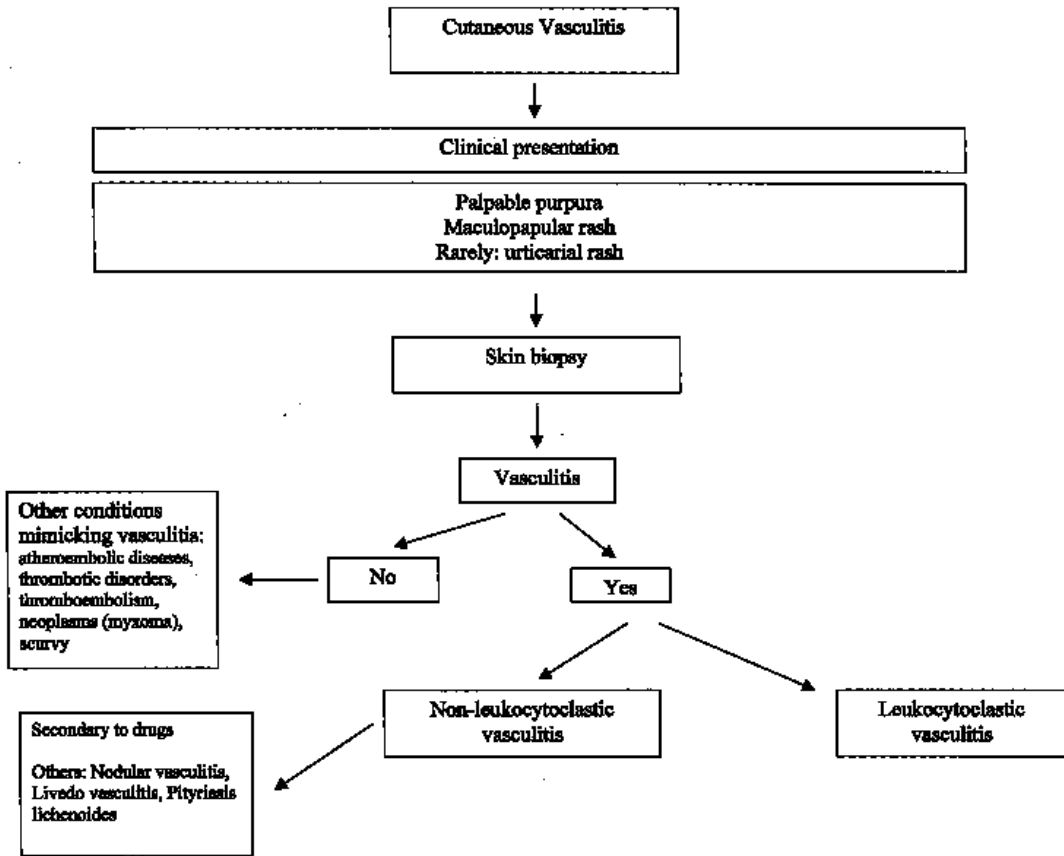 Cutaneous Vasculitis
Clinical presentation
Palpable purpura
Maculopapular rash
Rarely: urticarial rash
Skin biopsy
Vasculitis
Other conditions
mimicking vasculitis:
atheroembolic diseases,
thrombotic disorders,
thromboembolism,
neoplasms (myxoma),
scurvy
No
Yes
Non-leukocytoclastic
vasculitis
Leukocytoclastic
vasculitis
Secondary to drugs
Others: Nodular vasculitis,
Livedo vasculitis, Pityriasis
lichenoides